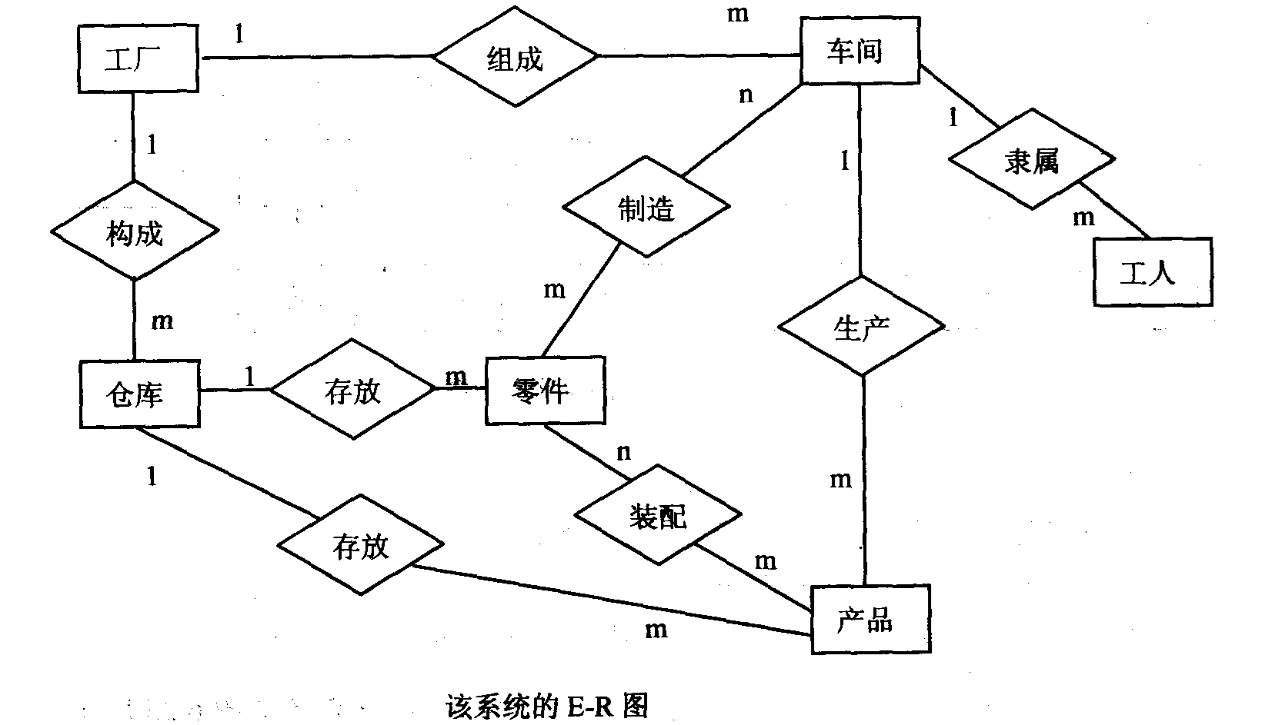 工厂 1 组成 m 车间
1 n 1 1 隶属
构成 制造 m
m m 生产 工人
仓库 1 存放 m 零件
1 n m
存放 装配
m m 产品
该系统的 E-R 图